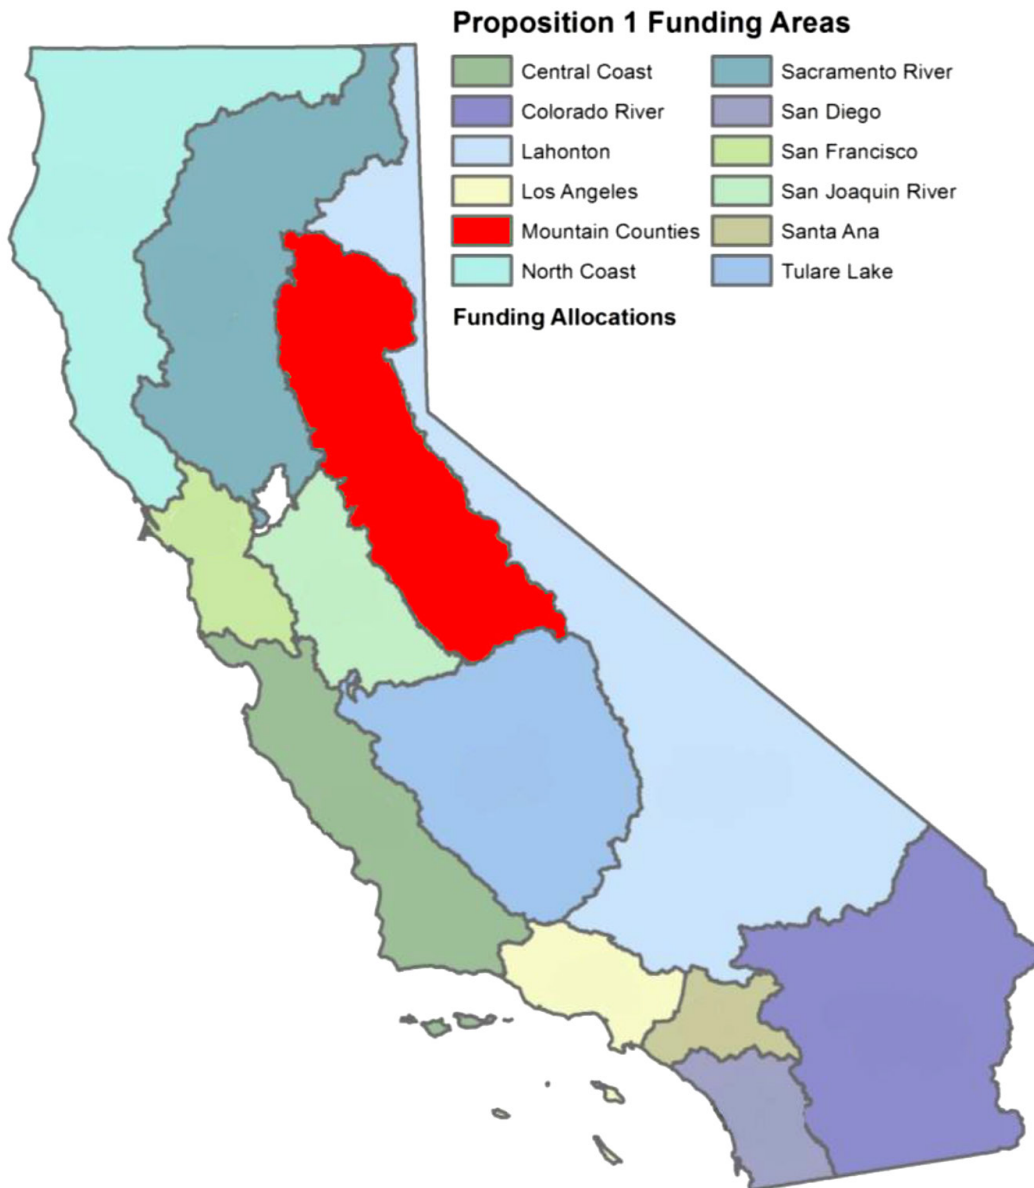 Proposition 1 Funding Areas
Central Coast
Colorado River
Lahonton
Los Angeles
Mountain Counties
North Coast
Sacramento River
San Diego
San Francisco
San Joaquin River
Santa Ana
Tulare Lake
Funding Allocations